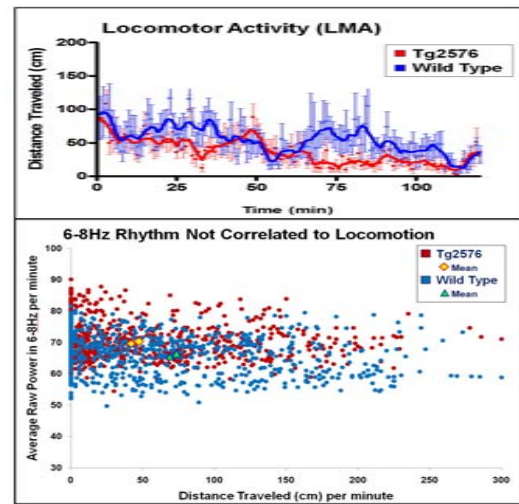 Locomotor Activity (LMA)
Tg2576
Wild Type
Distance Traveled (cm)
200
150
100
50
0
0 25 50 75 100
Time (min)
6-8Hz Rhythm Not Correlated to Locomotion
Tg2576
Mean
Wild Type
Mean
Average Raw Power in 6-8Hz per minute
100
90
80
70
60
50
40
30
0 50 100 150 200 250 300
Distance Traveled (cm) per minute